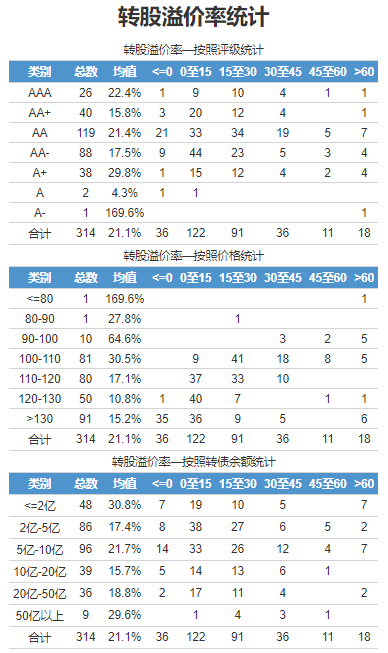 转股溢价率统计
转股溢价率—按照评级统计
类别 总数 均值 <=0 0至15 15至30 30至45 45至60 >60
AAA 26 22.4% 1 9 10 4 1 1
AA+ 40 15.8% 3 20 12 4 1
AA 119 21.4% 21 33 34 19 5 7
AA- 88 17.5% 9 44 23 5 3 4
A+ 38 29.8% 1 15 12 4 2 4
A 2 4.3% 1 1
A- 1 169.6% 1
合计 314 21.1% 36 122 91 36 11 18
转股溢价率—按照价格统计
类别 总数 均值 <=0 0至15 15至30 30至45 45至60 >60
<=80 1 169.6% 1
80-90 1 27.8% 1
90-100 10 64.6% 3 2 5
100-110 81 30.5% 9 41 18 8 5
110-120 80 17.1% 37 33 10
120-130 50 10.8% 1 40 7 1 1
>130 91 15.2% 35 36 9 5 6
合计 314 21.1% 36 122 91 36 11 18
转股溢价率—按照转债余额统计
类别 总数 均值 <=0 0至15 15至30 30至45 45至60 >60
<=2亿 48 30.8% 7 19 10 5 7
2亿-5亿 86 17.4% 8 38 27 6 5 2
5亿-10亿 96 21.7% 14 33 26 12 4 7
10亿-20亿 39 15.7% 5 14 13 6 1
20亿-50亿 36 18.8% 2 17 11 4 2
50亿以上 9 29.6% 1 4 3 1
合计 314 21.1% 36 122 91 36 11 18